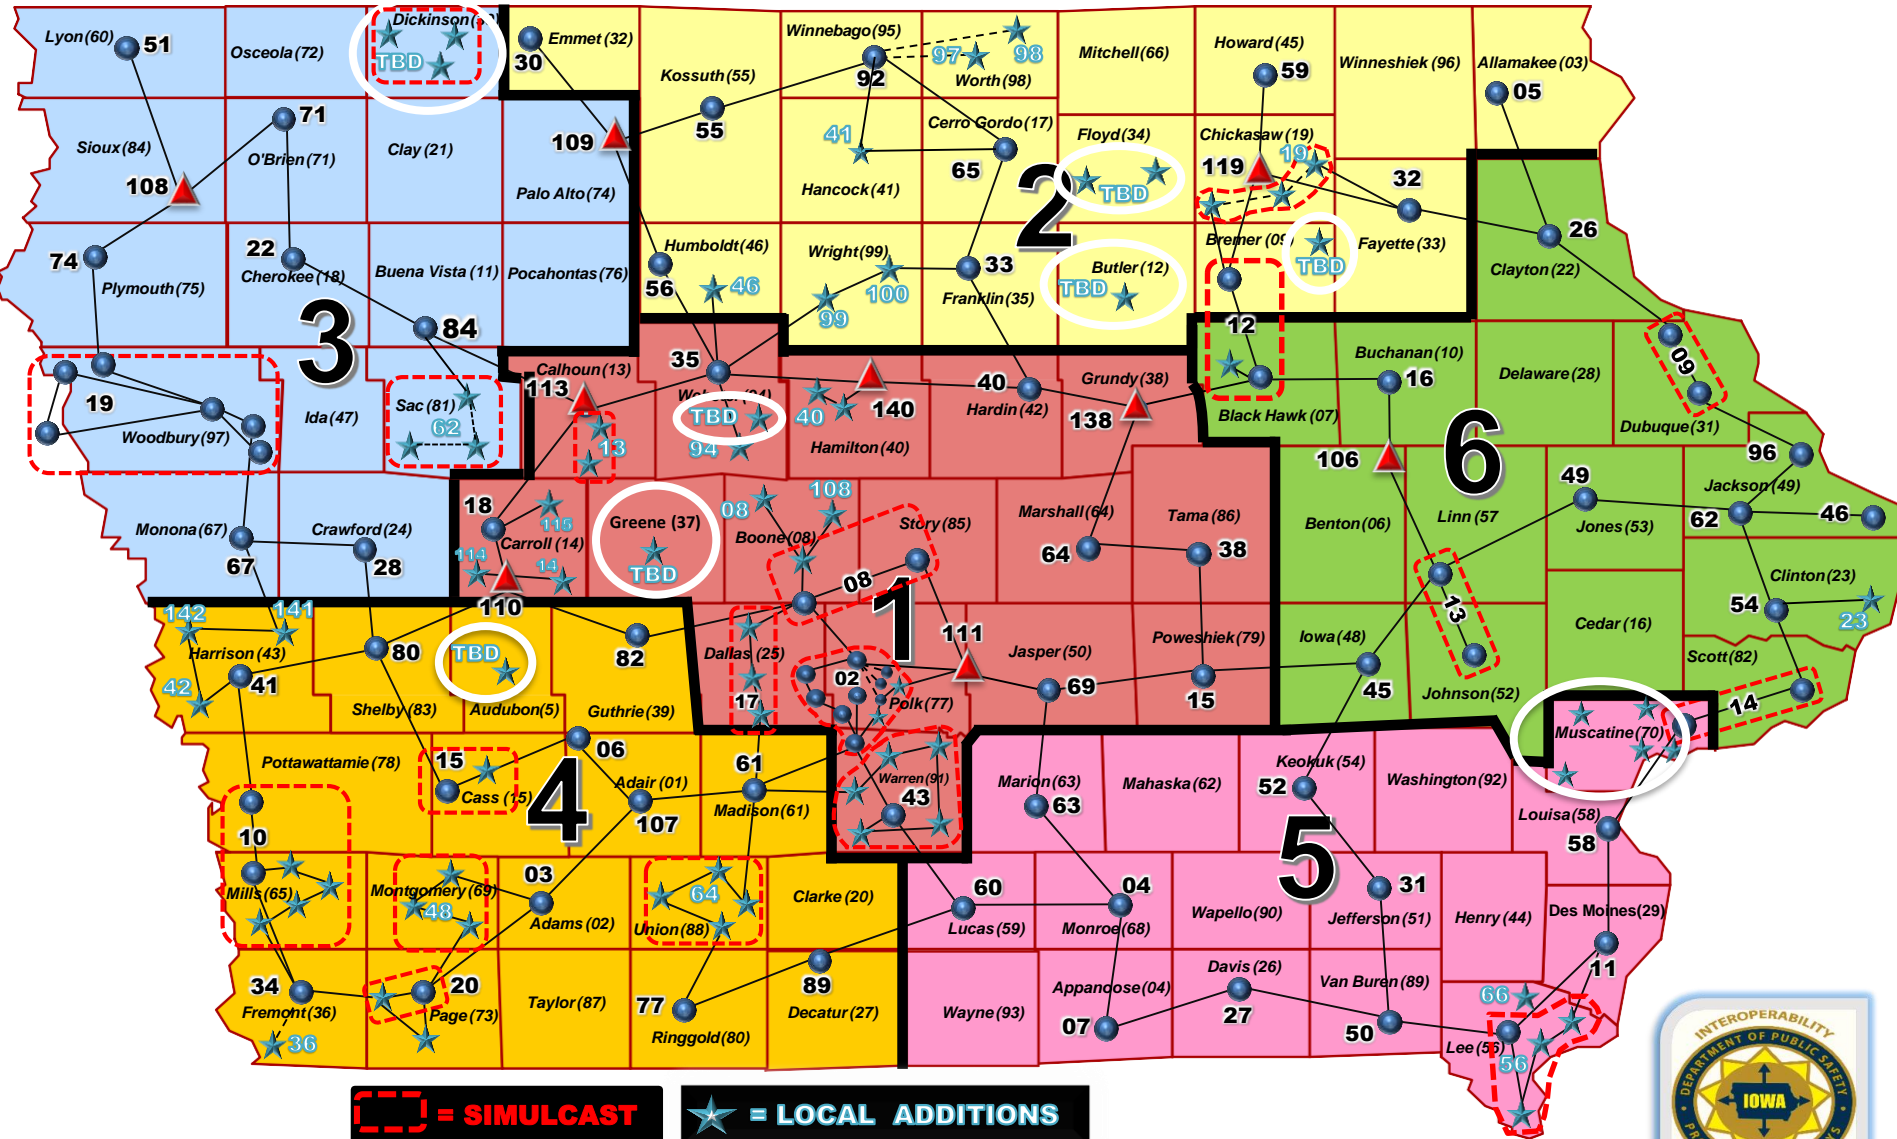 Lyon (60)
51
Osceola (72)
Dickinson
TBD
30
Emmet (32)
Kossuth (55)
Winnebago (95)
92
97
98
Worth (98)
Mitchell (66)
Howard (45)
59
Winneshiek (96)
Allamakee (03)
05
Sioux (84)
108
71
O'Brien (71)
Clay (21)
Palo Alto (74)
109
55
41
Hancock (41)
Cerro Gordo (17)
65
2
Floyd (34)
TBD
Chickasaw (19)
119
19
32
Fayette (33)
26
Clayton (22)
74
Plymouth (75)
22
Cherokee (18)
Buena Vista (11)
Pocahontas (76)
Humboldt (46)
56
46
Wright (99)
99
100
33
Franklin (35)
Butler (12)
TBD
Bremer (09)
TBD
3
84
19
Woodbury (97)
Ida (47)
Sac (81)
62
Calhoun (13)
113
13
35
TBD
94
40
140
Hamilton (40)
40
Hardin (42)
Grundy (38)
138
12
Black Hawk (07)
Buchanan (10)
16
Delaware (28)
09
Dubuque (31)
96
6
106
Benton (06)
Linn (57
49
Jones (53)
Jackson (49)
62
46
Monona (67)
67
Crawford (24)
28
18
115
Carroll (14)
114
14
110
Greene (37)
TBD
08
108
Boone (08)
Story (85)
08
1
Marshall (64)
64
Tama (86)
38
13
Clinton (23)
54
23
Cedar (16)
142
141
Harrison (43)
41
42
80
Shelby (83)
TBD
Audubon (5)
82
Guthrie (39)
Dallas (25)
17
02
Polk (77)
111
Jasper (50)
69
Poweshiek (79)
15
Iowa (48)
45
Johnson (52)
Scott (82)
14
Muscatine (70)
Pottawattamie (78)
10
15
Cass (15)
4
06
Adair (01)
107
61
Madison (61)
Warren (91)
43
Marion (63)
63
Mahaska (62)
Keokuk (54)
52
Washington (92)
Louisa (58)
58
5
Mills (65)
Montgomery (69)
48
03
Adams (02)
64
Union (88)
Clarke (20)
60
Lucas (59)
04
Monroe (68)
Wapello (90)
31
Jefferson (51)
Henry (44)
Des Moines (29)
11
34
Fremont (36)
36
20
Page (73)
Taylor (87)
77
Ringgold (80)
89
Decatur (27)
Wayne (93)
Appanoose (04)
07
Davis (26)
27
Van Buren (89)
50
66
Lee (56)
56
= SIMULCAST
= LOCAL ADDITIONS
INTEROPERABILITY
DEPARTMENT OF PUBLIC SAFETY
IOWA